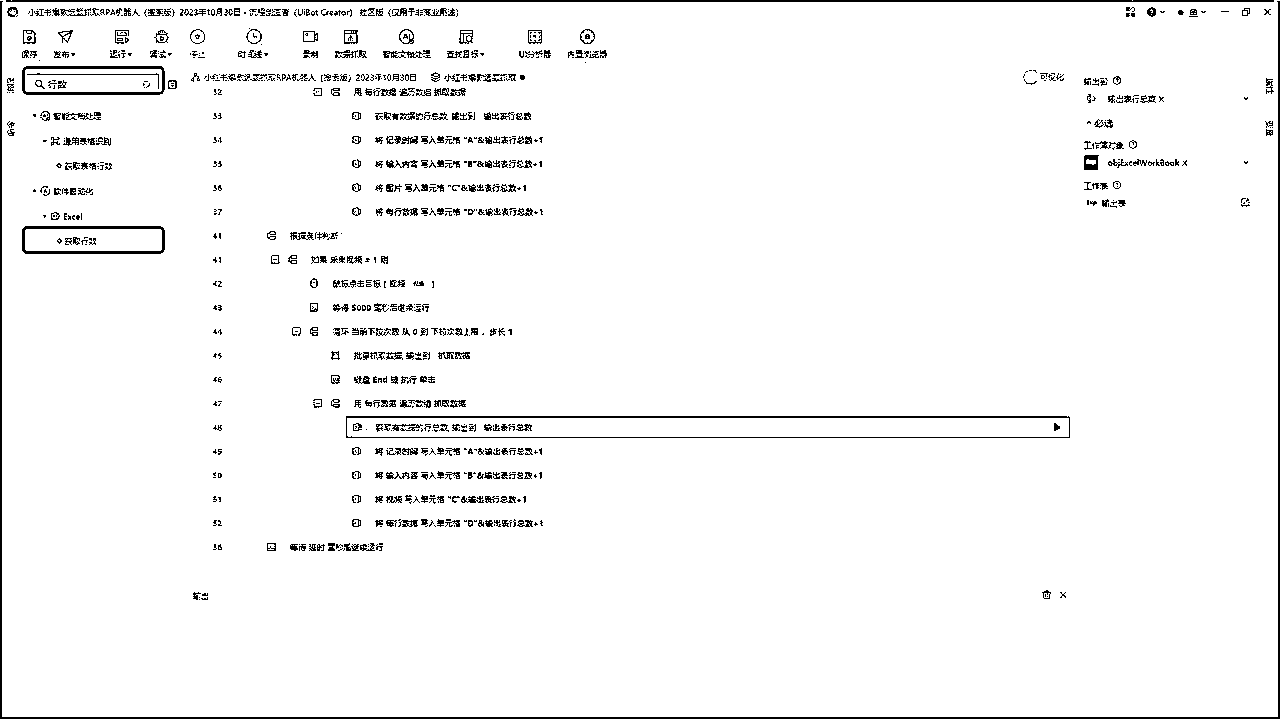 小红书爆款选题抓取RPA机器人（搜索版）2023年10月30日 - 流程创造者（UiBot Creator） 社区版（仅用于非商业用途）
保存 发布 运行 调试 停止 时间线 录制 数据抓取 智能文档处理 查找目标 UI分析器 内置浏览器
行数
小红书爆款选题抓取RPA机器人（搜索版）2023年10月30日 小红书爆款选题抓取
可视化
智能文档处理
通用表格识别
获取表格行数
软件自动化
Excel
获取行数
32 用 每行数据 遍历数组 抓取数据
33 获取有数据的行总数, 输出到 输出表行总数
34 将 记录时间 写入单元格 "A"&输出表行总数+1
35 将 输入内容 写入单元格 "B"&输出表行总数+1
36 将 图片 写入单元格 "C"&输出表行总数+1
37 将 每行数据 写入单元格 "D"&输出表行总数+1
41 根据条件判断
41 如果 采集视频 = 1 则
42 鼠标点击目标 [ 视频 ]
43 等待 5000 毫秒后继续运行
44 循环 当前下拉次数 从 0 到 下拉次数上限 , 步长 1
45 批量抓取数据, 输出到 抓取数据
46 键盘 End 键 执行 单击
47 用 每行数据 遍历数组 抓取数据
48 获取有数据的行总数, 输出到 输出表行总数
49 将 记录时间 写入单元格 "A"&输出表行总数+1
50 将 输入内容 写入单元格 "B"&输出表行总数+1
51 将 视频 写入单元格 "C"&输出表行总数+1
52 将 每行数据 写入单元格 "D"&输出表行总数+1
56 等待 延时 毫秒后继续运行
输出
输出到
输出表行总数 X
必选
工作簿对象
objExcelWorkBook X
工作表
输出表